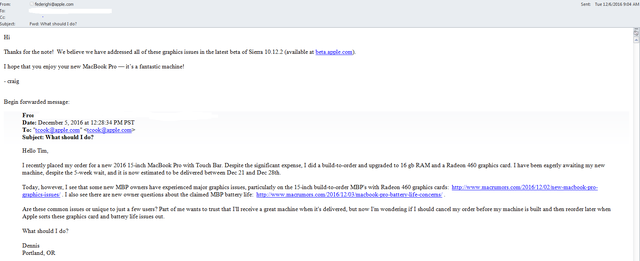 From: federighi@apple.com Sent: Tue 12/6/2016 9:04 AM
To:
Cc:
Subject: Fwd: What should I do?
Hi
Thanks for the note! We believe we have addressed all of these graphics issues in the latest beta of Sierra 10.12.2 (available at beta.apple.com).
I hope that you enjoy your new MacBook Pro — it's a fantastic machine!
- craig
Begin forwarded message:
Date: December 5, 2016 at 12:28:34 PM PST
To: "tcook@apple.com" <tcook@apple.com>
Subject: What should I do?
Hello Tim,
I recently placed my order for a new 2016 15-inch MacBook Pro with Touch Bar. Despite the significant expense, I did a build-to-order and upgraded to 16 gb RAM and a Radeon 460 graphics card. I have been eagerly awaiting my new
machine, despite the 5-week wait, and it is now estimated to be delivered between Dec 21 and Dec 28th.
Today, however, I see that some new MBP owners have experienced major graphics issues, particularly on the 15-inch build-to-order MBP's with Radeon 460 graphics cards: http://www.macrumors.com/2016/12/02/new-macbook-pro-
graphics-issues/ . I also see there are new owner questions about the claimed MBP battery life: http://www.macrumors.com/2016/12/03/macbook-pro-battery-life-concerns/ .
Are these common issues or unique to just a few users? Part of me wants to trust that I'll receive a great machine when it's delivered, but now I'm wondering if I should cancel my order before my machine is built and then reorder later when
Apple sorts these graphics card and battery life issues out.
What should I do?
Dennis
Portland, OR